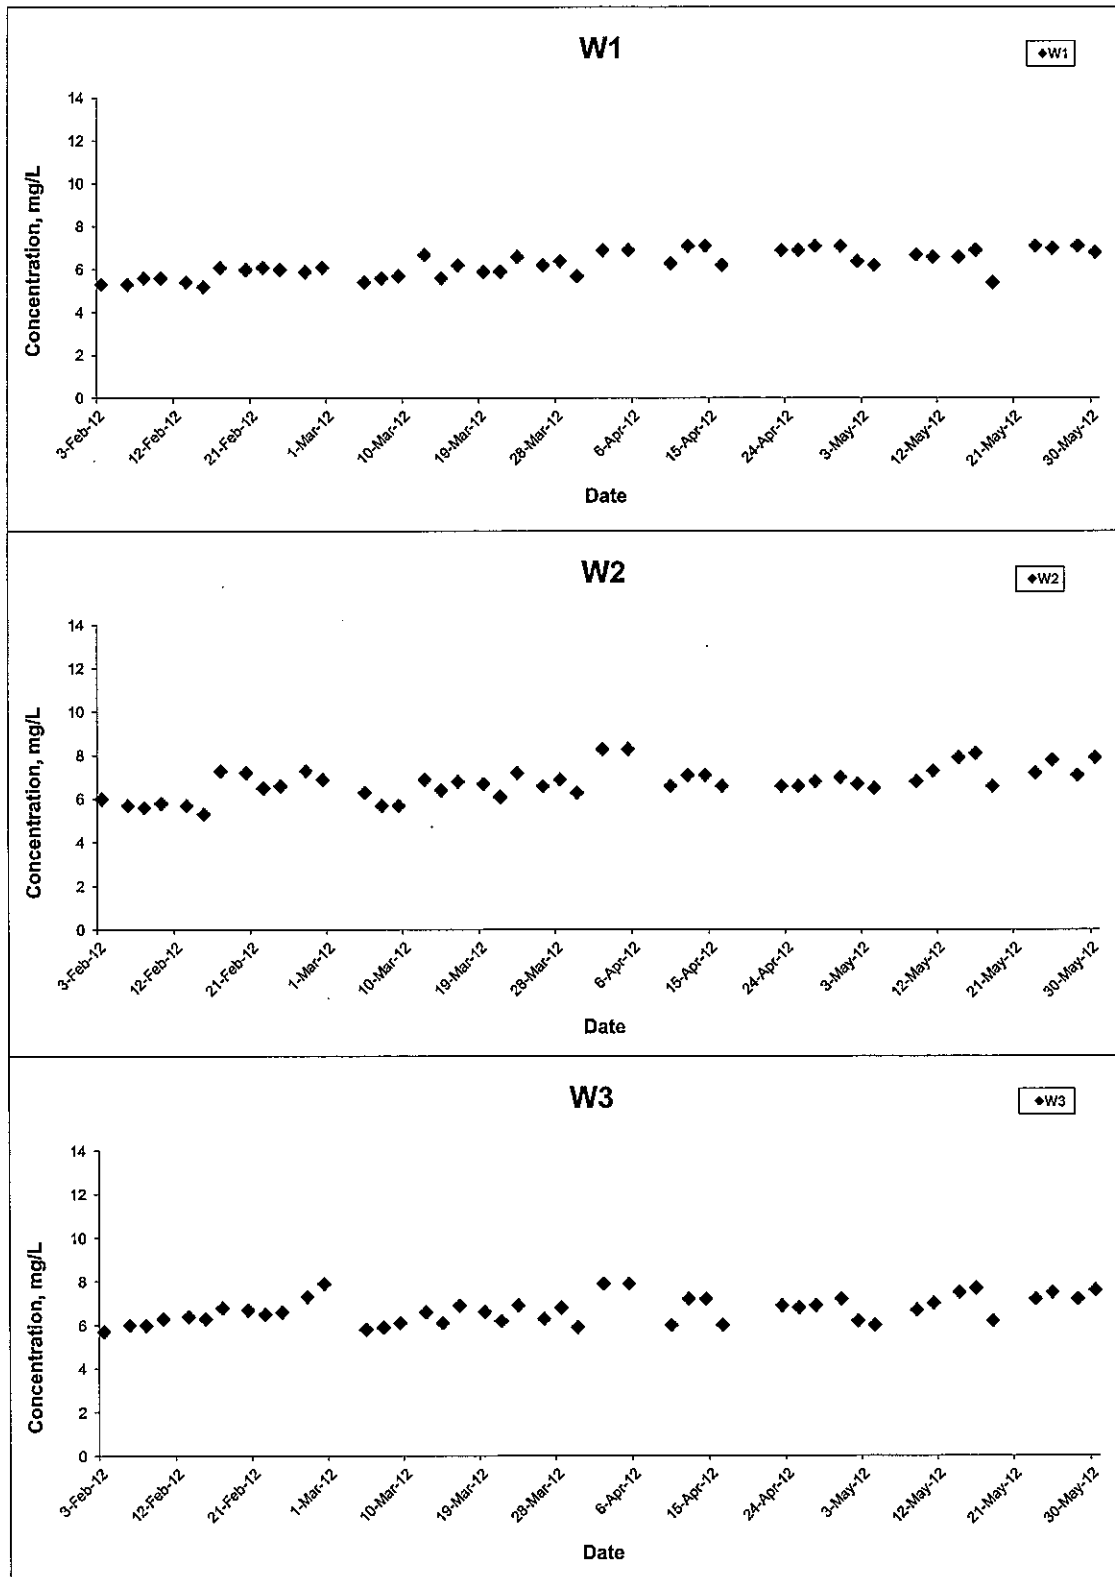 W1
◆W1
14
12
10
8
6
4
2
0
Concentration, mg/L
3-Feb-12
12-Feb-12
21-Feb-12
1-Mar-12
10-Mar-12
19-Mar-12
28-Mar-12
6-Apr-12
15-Apr-12
24-Apr-12
3-May-12
12-May-12
21-May-12
30-May-12
Date
W2
◆W2
14
12
10
8
6
4
2
0
Concentration, mg/L
3-Feb-12
12-Feb-12
21-Feb-12
1-Mar-12
10-Mar-12
19-Mar-12
28-Mar-12
6-Apr-12
15-Apr-12
24-Apr-12
3-May-12
12-May-12
21-May-12
30-May-12
Date
W3
◆W3
14
12
10
8
6
4
2
0
Concentration, mg/L
3-Feb-12
12-Feb-12
21-Feb-12
1-Mar-12
10-Mar-12
19-Mar-12
28-Mar-12
6-Apr-12
15-Apr-12
24-Apr-12
3-May-12
12-May-12
21-May-12
30-May-12
Date